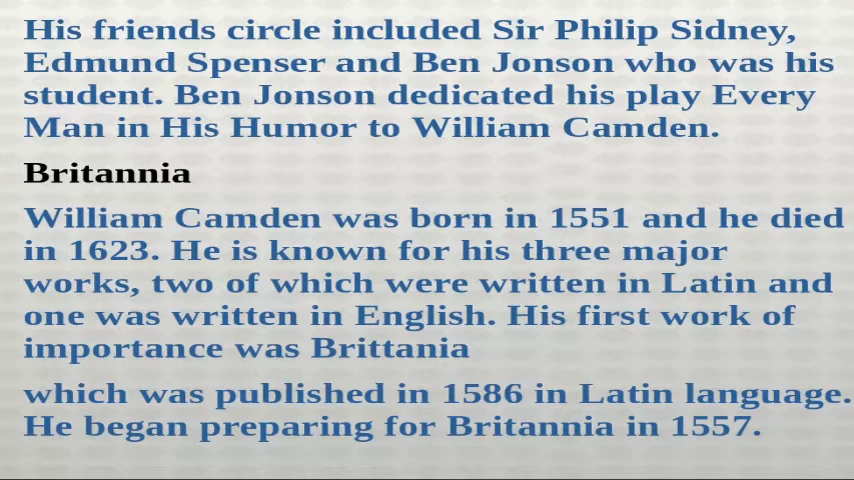 His friends circle included Sir Philip Sidney,
Edmund Spenser and Ben Jonson who was his
student. Ben Jonson dedicated his play Every
Man in His Humor to William Camden.
Britannia
William Camden was born in 1551 and he died
in 1623. He is known for his three major
works, two of which were written in Latin and
one was written in English. His first work of
importance was Brittania
which was published in 1586 in Latin language.
He began preparing for Britannia in 1557.